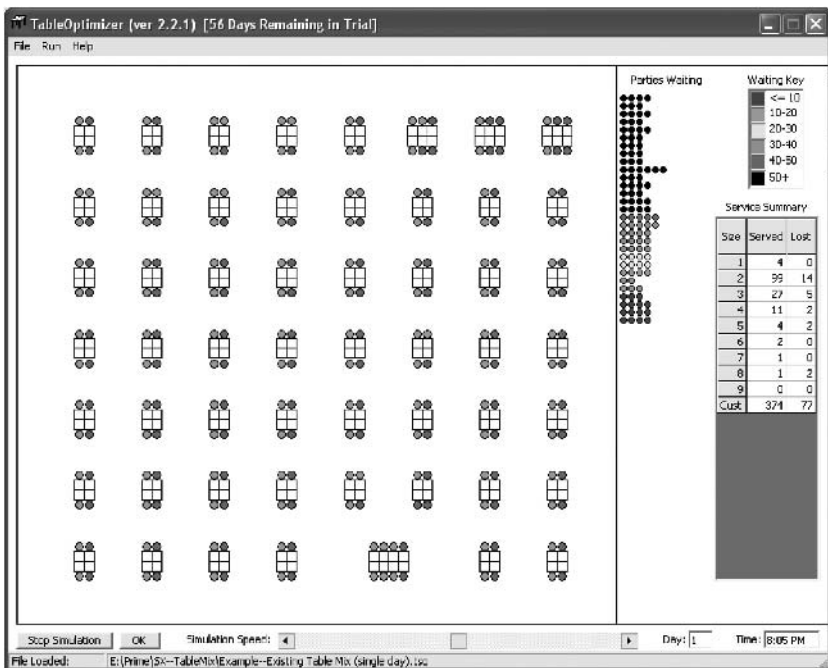 TableOptimizer (ver 2.2.1) [56 Days Remaining in Trial]
File Run Help
Parties Waiting
Waiting Key
<= 10
10-20
20-30
30-40
40-50
50+
Service Summary
Size Served Lost
1 4 0
2 99 14
3 27 5
4 11 2
5 4 2
6 2 0
7 1 0
8 1 2
9 0 0
Cust 374 77
Stop Simulation OK Simulation Speed: Day: 1 Time: 8:05 PM
File Loaded: E:\Prime\SX--TableMix\Example--Existing Table Mix (single day).tso